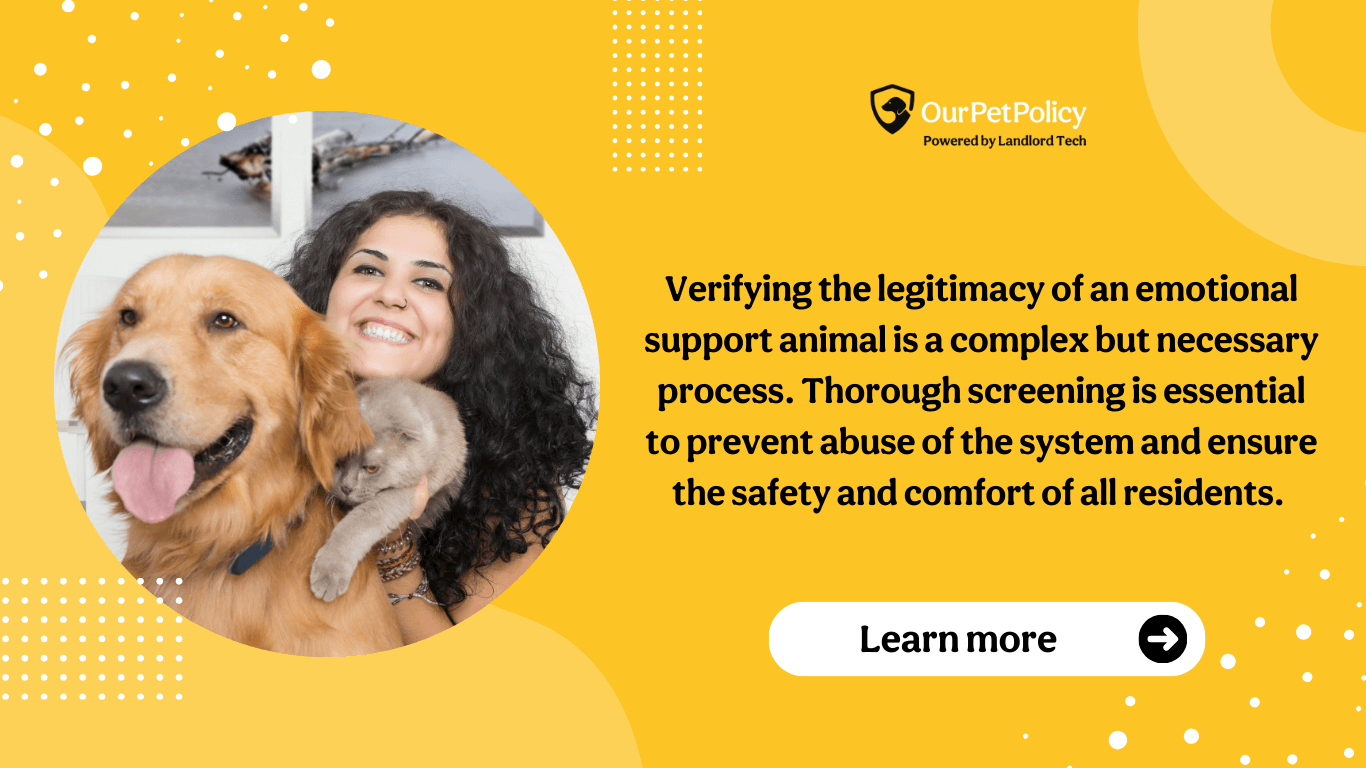 OurPetPolicy
Powered by Landlord Tech
Verifying the legitimacy of an emotional
support animal is a complex but necessary
process. Thorough screening is essential
to prevent abuse of the system and ensure
the safety and comfort of all residents.
Learn more